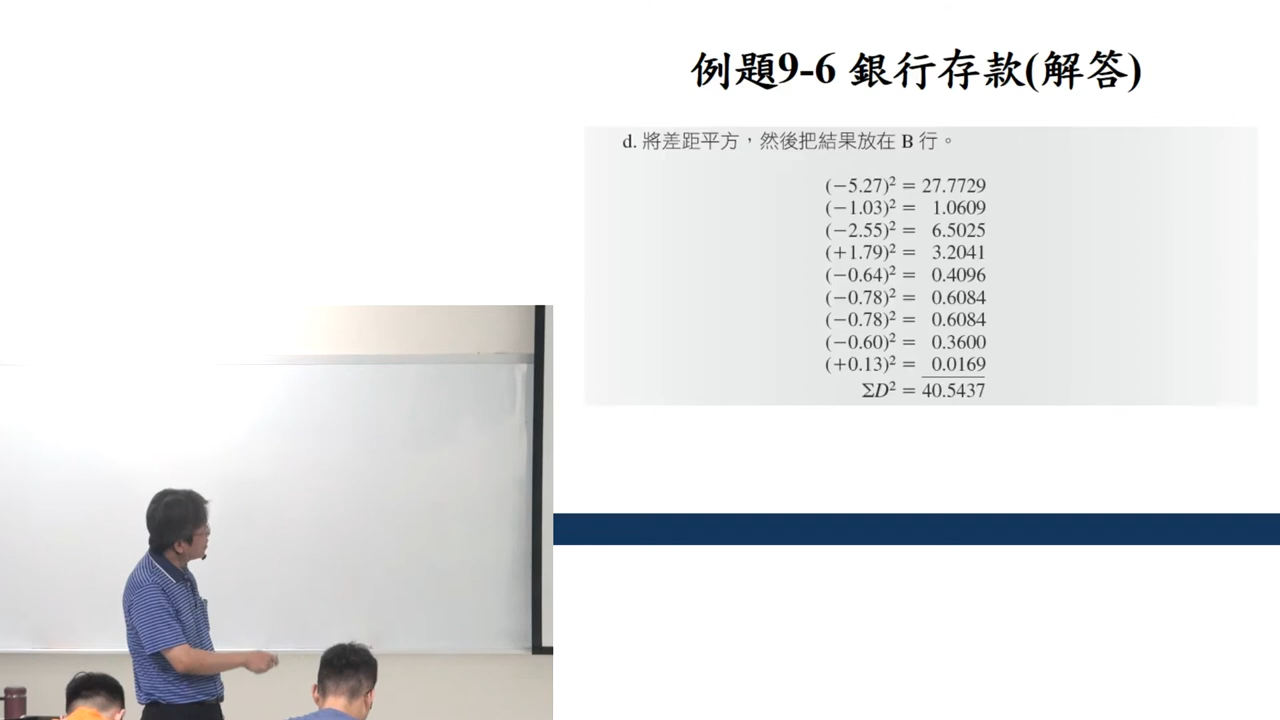 例題9-6 銀行存款(解答)
d. 將差距平方，然後把結果放在 B 行。
(−5.27)² = 27.7729
(−1.03)² = 1.0609
(−2.55)² = 6.5025
(+1.79)² = 3.2041
(−0.64)² = 0.4096
(−0.78)² = 0.6084
(−0.78)² = 0.6084
(−0.60)² = 0.3600
(+0.13)² = 0.0169
ΣD² = 40.5437